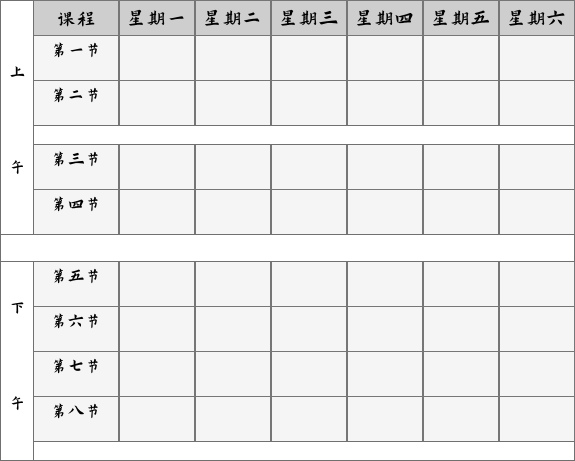 课程 星期一 星期二 星期三 星期四 星期五 星期六
上午
第一节
第二节
第三节
第四节
下午
第五节
第六节
第七节
第八节